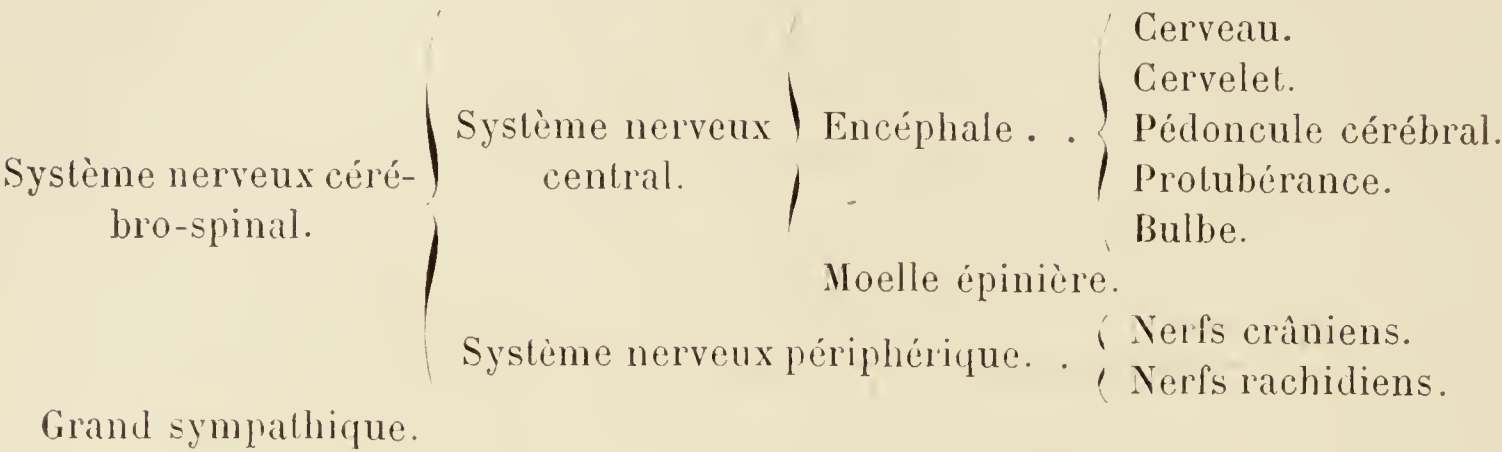 Cerveau.
Cervelet.
Système nerveux
central.
Encéphale . .
Pédoncule cérébral.
Système nerveux céré-
bro-spinal.
Protubérance.
Bulbe.
Moelle épinière.
Système nerveux périphérique. .
Nerfs crâniens.
Nerfs rachidiens.
Grand sympathique.